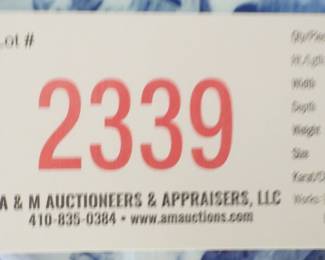 Lot #
2339
A & M AUCTIONEERS & APPRAISERS, LLC
410-835-0384 • www.amauctions.com
Width
Depth
Weight
Size